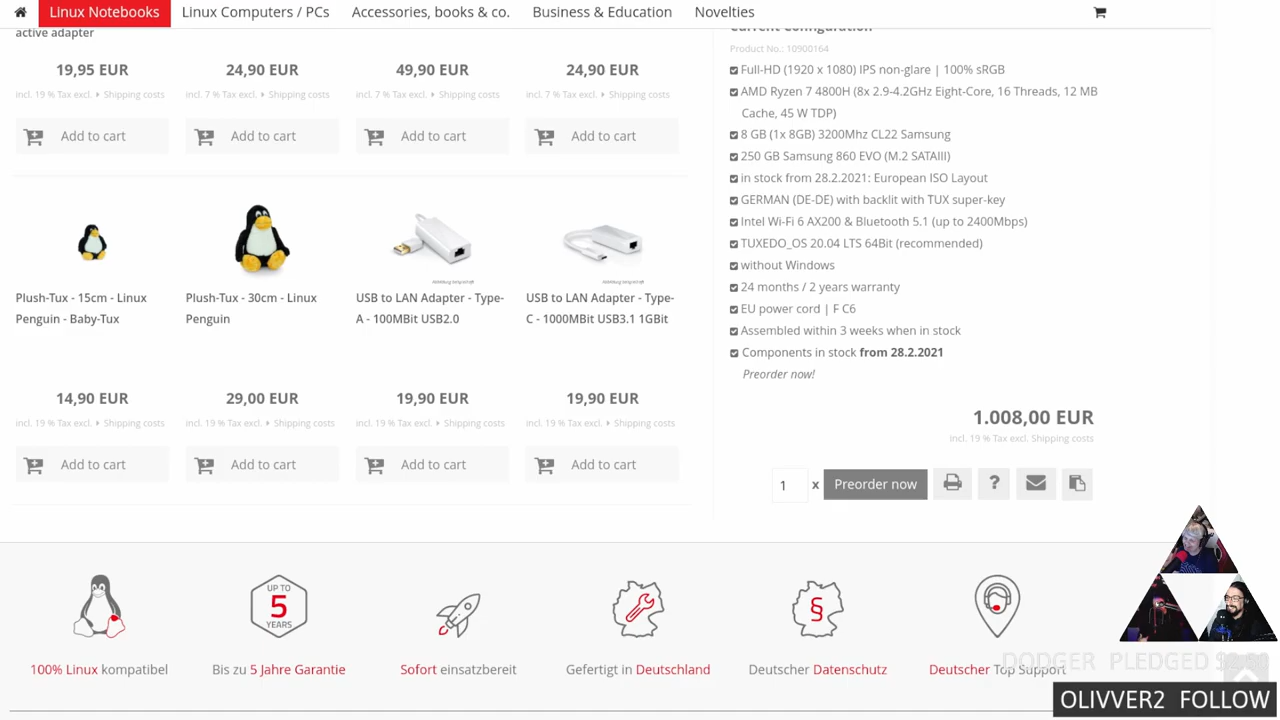 Linux Notebooks Linux Computers / PCs Accessories, books & co. Business & Education Novelties
active adapter
19,95 EUR 24,90 EUR 49,90 EUR 24,90 EUR
incl. 19 % Tax excl. Shipping costs incl. 7 % Tax excl. Shipping costs incl. 7 % Tax excl. Shipping costs incl. 7 % Tax excl. Shipping costs
Add to cart Add to cart Add to cart Add to cart
Plush-Tux - 15cm - Linux
Penguin - Baby-Tux
Plush-Tux - 30cm - Linux
Penguin
USB to LAN Adapter - Type-
A - 100MBit USB2.0
USB to LAN Adapter - Type-
C - 1000MBit USB3.1 1GBit
14,90 EUR 29,00 EUR 19,90 EUR 19,90 EUR
incl. 19 % Tax excl. Shipping costs incl. 19 % Tax excl. Shipping costs incl. 19 % Tax excl. Shipping costs incl. 19 % Tax excl. Shipping costs
Add to cart Add to cart Add to cart Add to cart
Current Configuration
Product No.: 10900164
Full-HD (1920 x 1080) IPS non-glare | 100% sRGB
AMD Ryzen 7 4800H (8x 2.9-4.2GHz Eight-Core, 16 Threads, 12 MB
Cache, 45 W TDP)
8 GB (1x 8GB) 3200Mhz CL22 Samsung
250 GB Samsung 860 EVO (M.2 SATAIII)
in stock from 28.2.2021: European ISO Layout
GERMAN (DE-DE) with backlit with TUX super-key
Intel Wi-Fi 6 AX200 & Bluetooth 5.1 (up to 2400Mbps)
TUXEDO_OS 20.04 LTS 64Bit (recommended)
without Windows
24 months / 2 years warranty
EU power cord | F C6
Assembled within 3 weeks when in stock
Components in stock from 28.2.2021
Preorder now!
1.008,00 EUR
incl. 19 % Tax excl. Shipping costs
1 x Preorder now ?
UP TO
5
YEARS
§
100% Linux kompatibel Bis zu 5 Jahre Garantie Sofort einsatzbereit Gefertigt in Deutschland Deutscher Datenschutz Deutscher Top Support
DODGER PLEDGED
OLIVVER2 FOLLOW